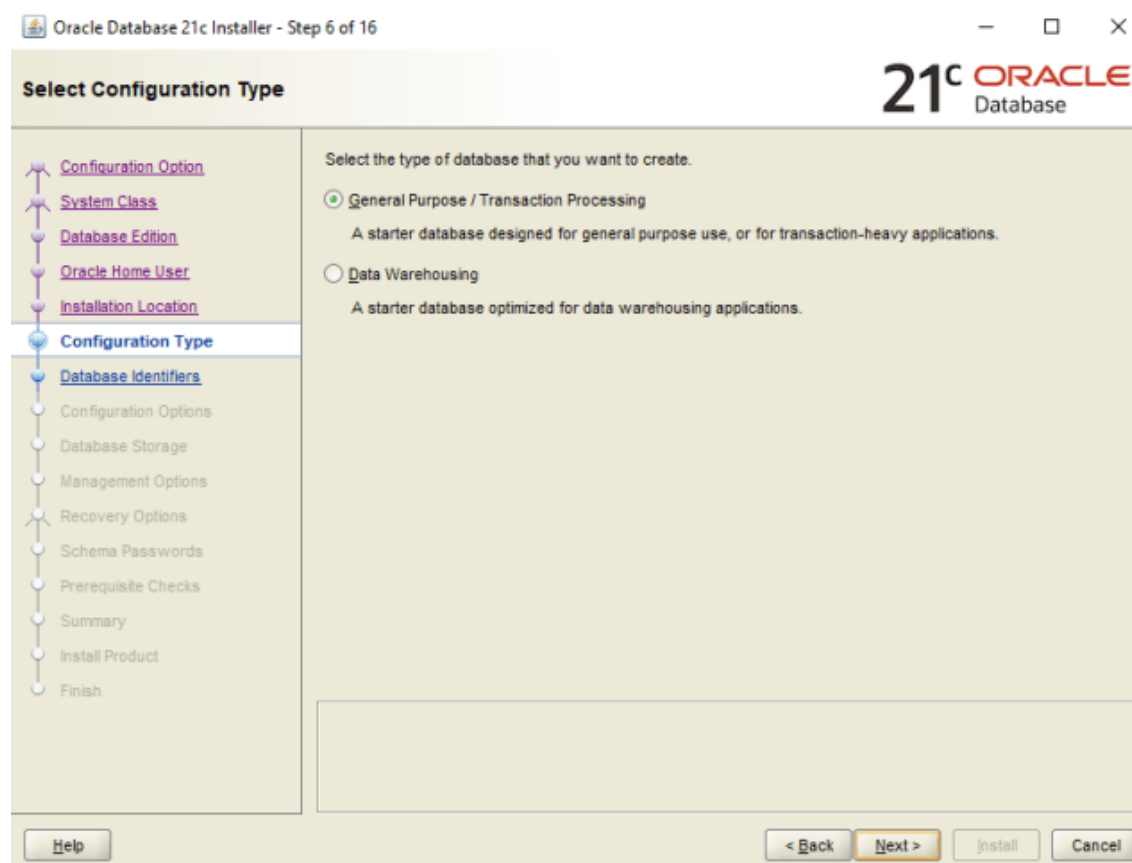 Oracle Database 21c Installer - Step 6 of 16
Select Configuration Type
21c ORACLE
Database
Configuration Option
System Class
Database Edition
Oracle Home User
Installation Location
Configuration Type
Database Identifiers
Configuration Options
Database Storage
Management Options
Recovery Options
Schema Passwords
Prerequisite Checks
Summary
Install Product
Finish
Select the type of database that you want to create.
General Purpose / Transaction Processing
A starter database designed for general purpose use, or for transaction-heavy applications.
Data Warehousing
A starter database optimized for data warehousing applications.
Help
< Back
Next >
Install
Cancel